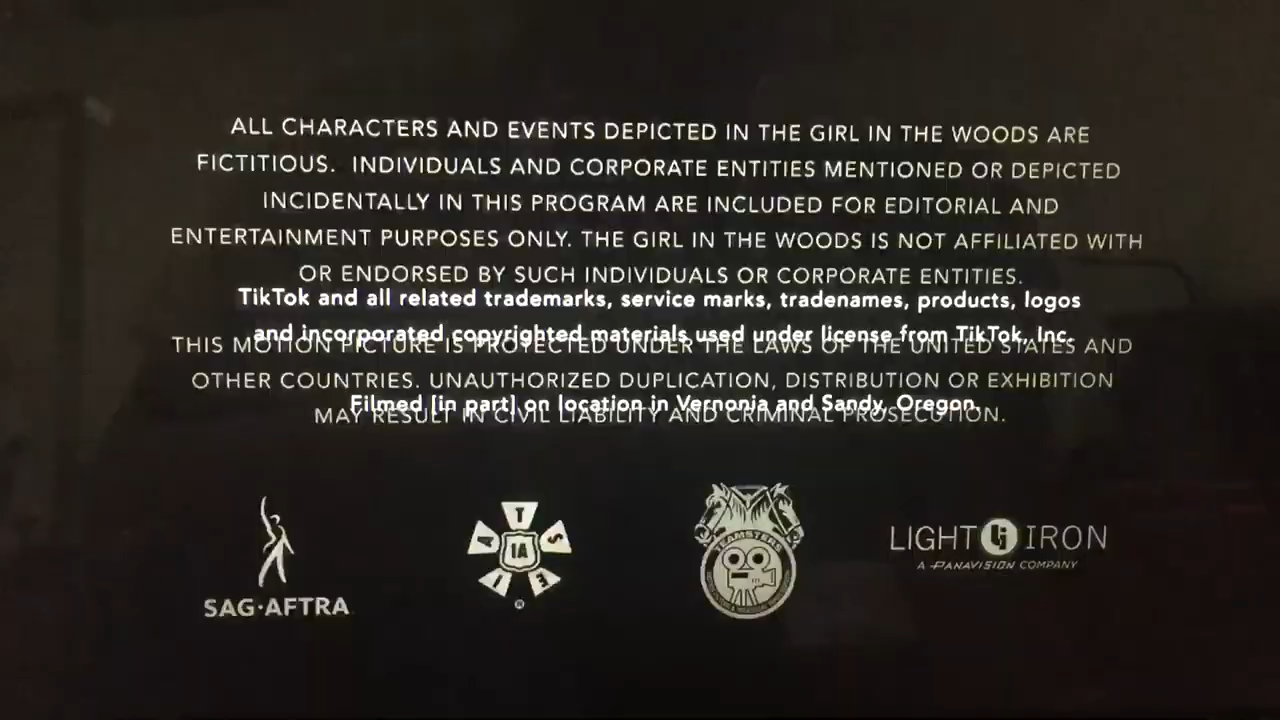 ALL CHARACTERS AND EVENTS DEPICTED IN THE GIRL IN THE WOODS ARE
FICTITIOUS. INDIVIDUALS AND CORPORATE ENTITIES MENTIONED OR DEPICTED
INCIDENTALLY IN THIS PROGRAM ARE INCLUDED FOR EDITORIAL AND
ENTERTAINMENT PURPOSES ONLY. THE GIRL IN THE WOODS IS NOT AFFILIATED WITH
OR ENDORSED BY SUCH INDIVIDUALS OR CORPORATE ENTITIES.
TikTok and all related trademarks, service marks, tradenames, products, logos
and incorporated copyrighted materials used under license from TikTok, Inc.
THIS MOTION PICTURE IS PROTECTED UNDER THE LAWS OF THE UNITED STATES AND
OTHER COUNTRIES. UNAUTHORIZED DUPLICATION, DISTRIBUTION OR EXHIBITION
Filmed [in part] on location in Vernonia and Sandy, Oregon.
MAY RESULT IN CIVIL LIABILITY AND CRIMINAL PROSECUTION.
SAG·AFTRA
IATSE
IA
®
TEAMSTERS
LIGHT IRON
A PANAVISION COMPANY